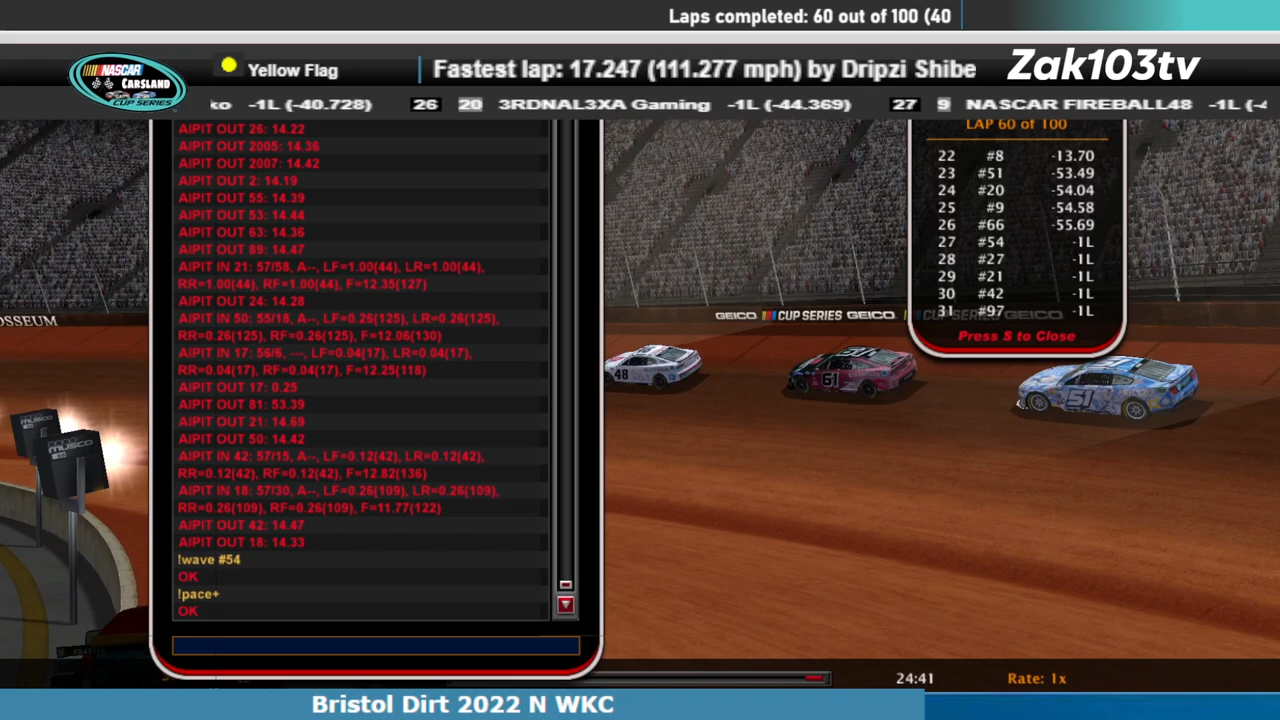 Laps completed: 60 out of 100 (40
NASCAR
CARSLAND
CUP SERIES
Yellow Flag
Fastest lap: 17.247 (111.277 mph) by Dripzi Shibe
Zak103tv
ko -1L (-40.728) 26 20 3RDNAL3XA Gaming -1L (-44.369) 27 9 NASCAR FIREBALL48 -1L (-4
AIPIT OUT 26: 14.22
AIPIT OUT 2005: 14.36
AIPIT OUT 2007: 14.42
AIPIT OUT 2: 14.19
AIPIT OUT 55: 14.39
AIPIT OUT 53: 14.44
AIPIT OUT 63: 14.36
AIPIT OUT 89: 14.47
AIPIT IN 21: 57/58, A--, LF=1.00(44), LR=1.00(44),
RR=1.00(44), RF=1.00(44), F=12.35(127)
AIPIT OUT 24: 14.28
AIPIT IN 50: 55/18, A--, LF=0.26(125), LR=0.26(125),
RR=0.26(125), RF=0.26(125), F=12.06(130)
AIPIT IN 17: 56/6, ---, LF=0.04(17), LR=0.04(17),
RR=0.04(17), RF=0.04(17), F=12.25(118)
AIPIT OUT 17: 0.25
AIPIT OUT 81: 53.39
AIPIT OUT 21: 14.69
AIPIT OUT 50: 14.42
AIPIT IN 42: 57/15, A--, LF=0.12(42), LR=0.12(42),
RR=0.12(42), RF=0.12(42), F=12.82(136)
AIPIT IN 18: 57/30, A--, LF=0.26(109), LR=0.26(109),
RR=0.26(109), RF=0.26(109), F=11.77(122)
AIPIT OUT 42: 14.47
AIPIT OUT 18: 14.33
!wave #54
OK
!pace+
OK
LAP 60 of 100
22 #8 -13.70
23 #51 -53.49
24 #20 -54.04
25 #9 -54.58
26 #66 -55.69
27 #54 -1L
28 #27 -1L
29 #21 -1L
30 #42 -1L
31 #97 -1L
Press S to Close
OSSEUM
GEICO CUP SERIES GEICO CUP SERIES GEICO
48
61
51
MUSCO
MUSCO
24:41
Rate: 1x
Bristol Dirt 2022 N WKC